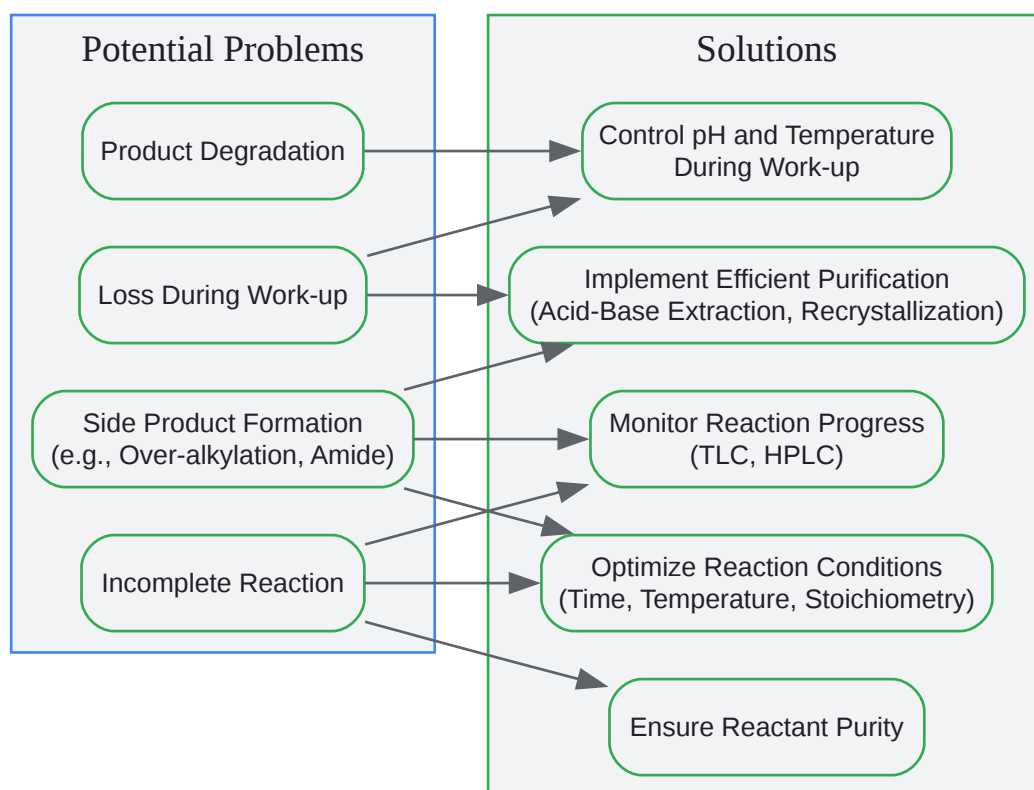 Potential Problems
Product Degradation
Loss During Work-up
Side Product Formation
(e.g., Over-alkylation, Amide)
Incomplete Reaction
Solutions
Control pH and Temperature
During Work-up
Implement Efficient Purification
(Acid-Base Extraction, Recrystallization)
Monitor Reaction Progress
(TLC, HPLC)
Optimize Reaction Conditions
(Time, Temperature, Stoichiometry)
Ensure Reactant Purity